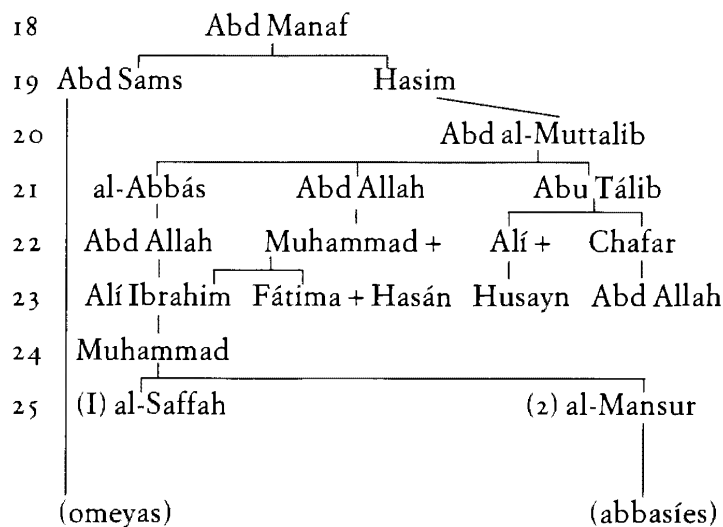 18 Abd Manaf
19 Abd Sams Hasim
20 Abd al-Muttalib
21 al-Abbás Abd Allah Abu Tálib
22 Abd Allah Muhammad + Alí + Chafar
23 Alí Ibrahim Fátima + Hasán Husayn Abd Allah
24 Muhammad
25 (1) al-Saffah (2) al-Mansur
(omeyas) (abbasíes)